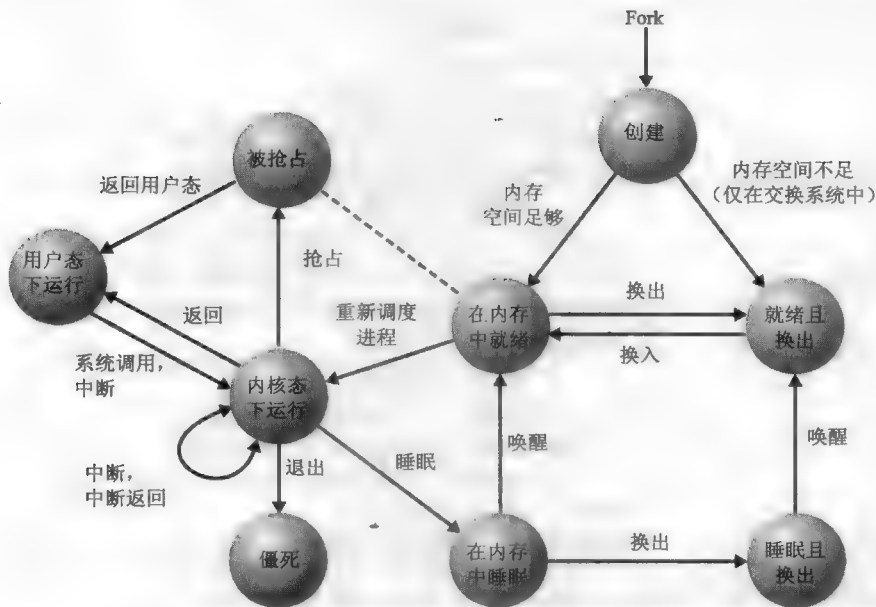 Fork
创建
被抢占
返回用户态
内存
空间足够
内存空间不足
（仅在交换系统中）
用户态
下运行
抢占
返回
重新调度
进程
在内存
中就绪
换出
换入
就绪且
换出
系统调用，
中断
内核态
下运行
中断，
中断返回
退出
睡眠
唤醒
唤醒
僵死
在内存
中睡眠
换出
睡眠且
换出